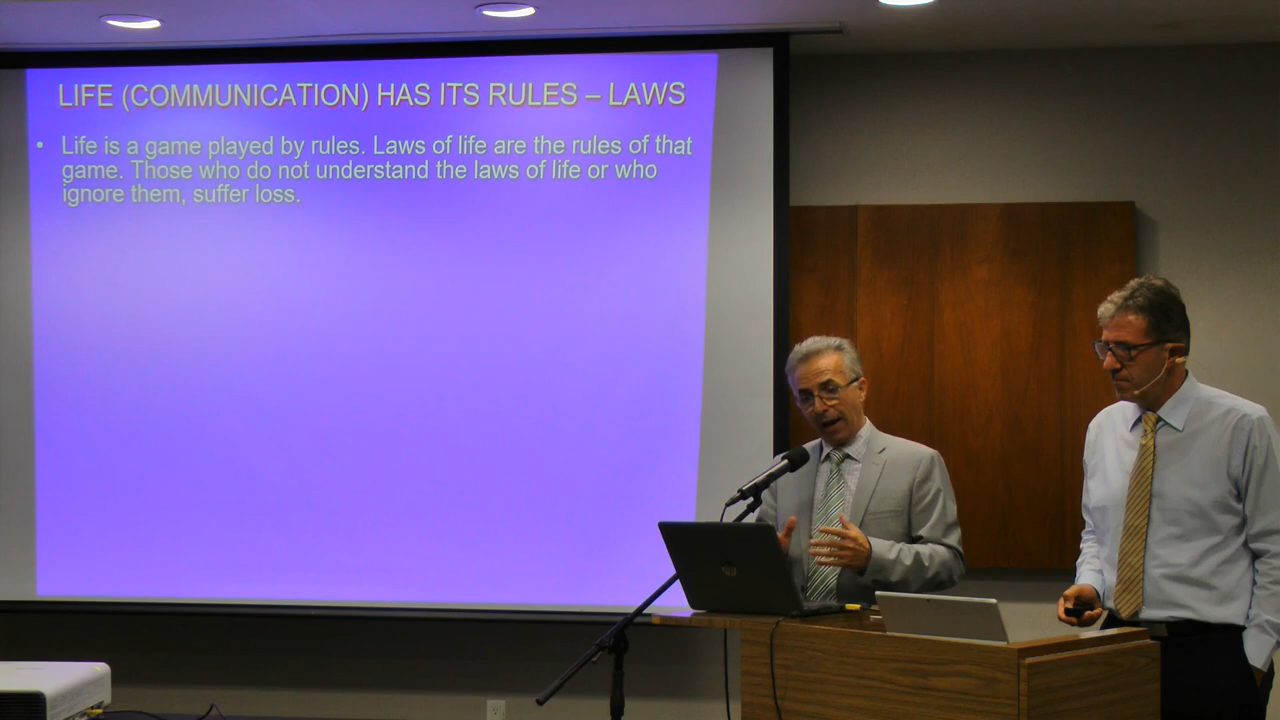 LIFE (COMMUNICATION) HAS ITS RULES – LAWS
• Life is a game played by rules. Laws of life are the rules of that
game. Those who do not understand the laws of life or who
ignore them, suffer loss.